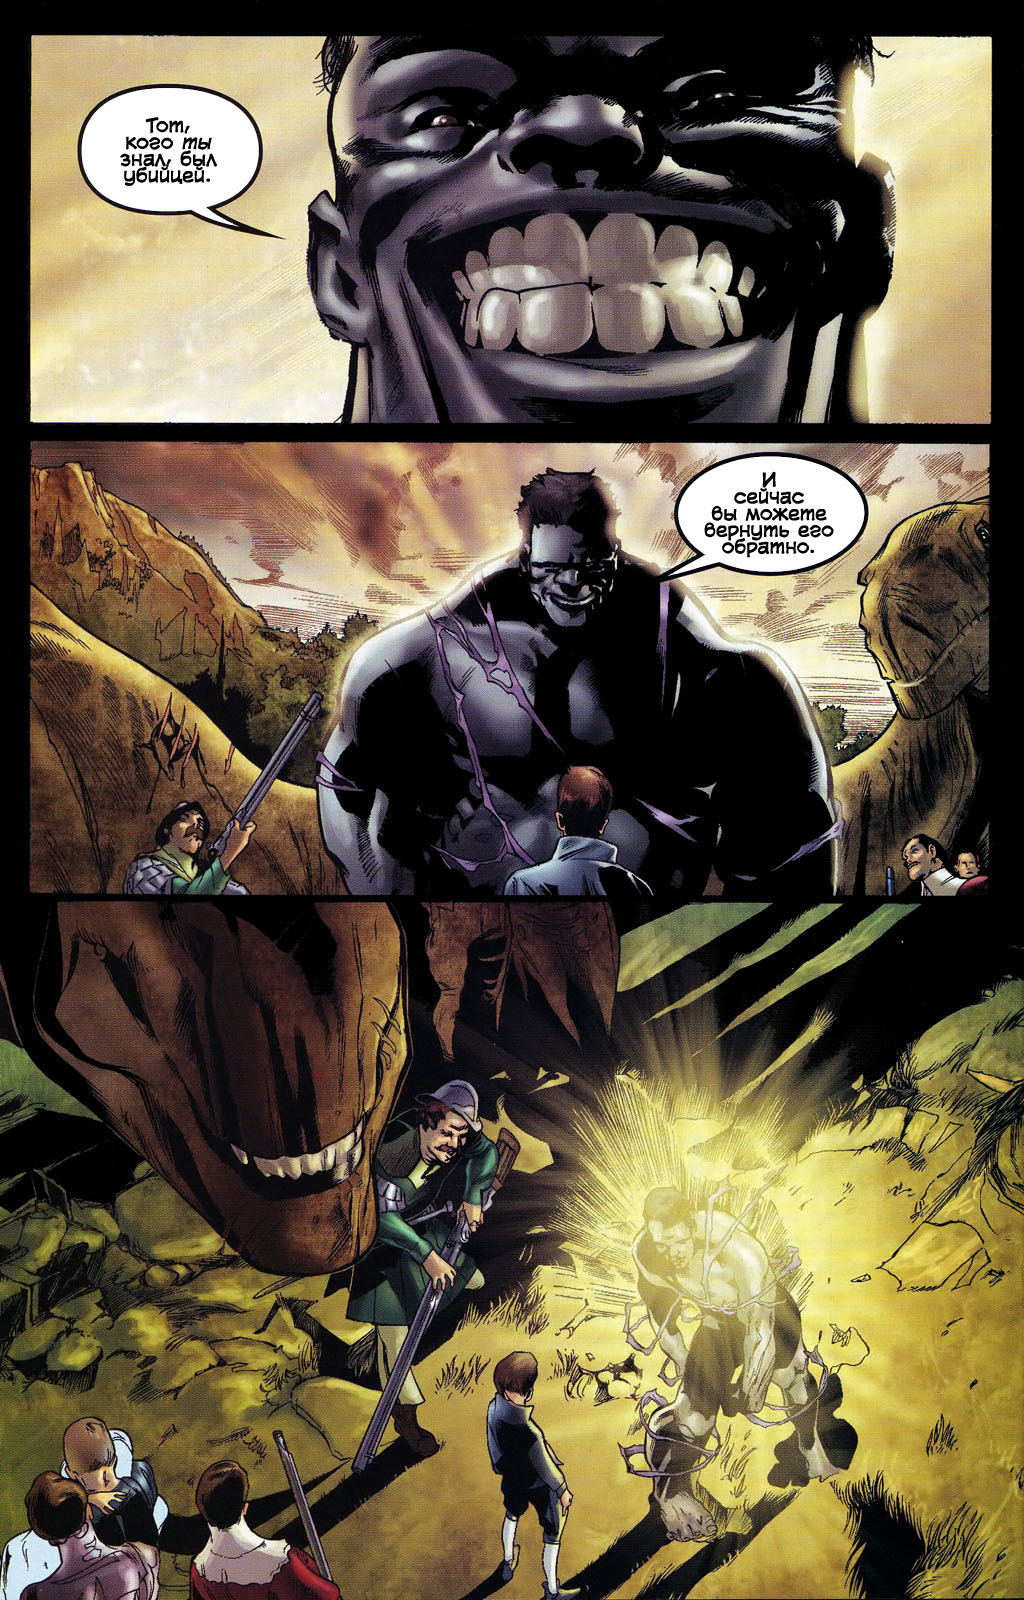 Тот,
кого ты
знал, был
убийцей.
И
сейчас
вы можете
вернуть его
обратно.